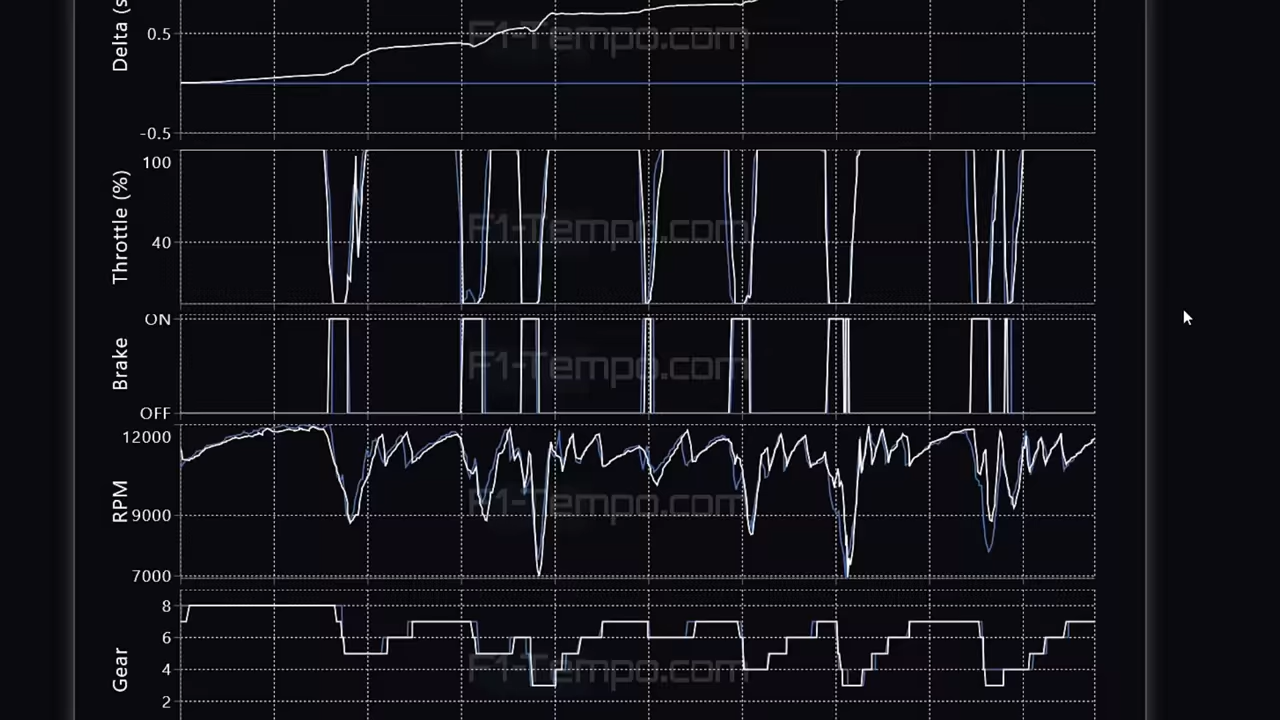 Delta (s
0.5
-0.5
F1-Tempo.com
Throttle (%)
100
40
F1-Tempo.com
Brake
ON
OFF
F1-Tempo.com
RPM
12000
9000
7000
F1-Tempo.com
Gear
8
6
4
2
F1-Tempo.com